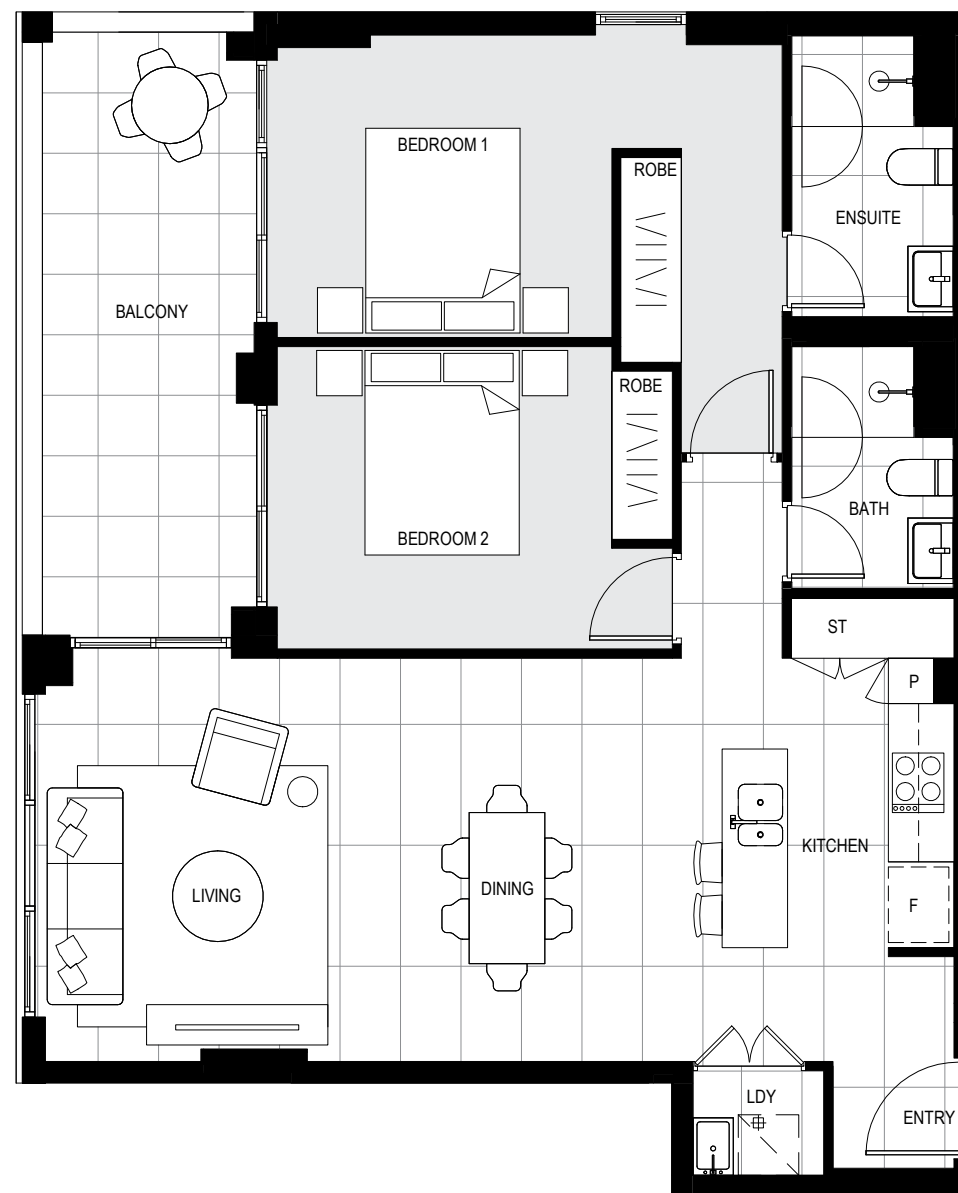 BEDROOM 1
ROBE
ENSUITE
BALCONY
ROBE
BATH
BEDROOM 2
ST
P
KITCHEN
LIVING
DINING
F
LDY
ENTRY